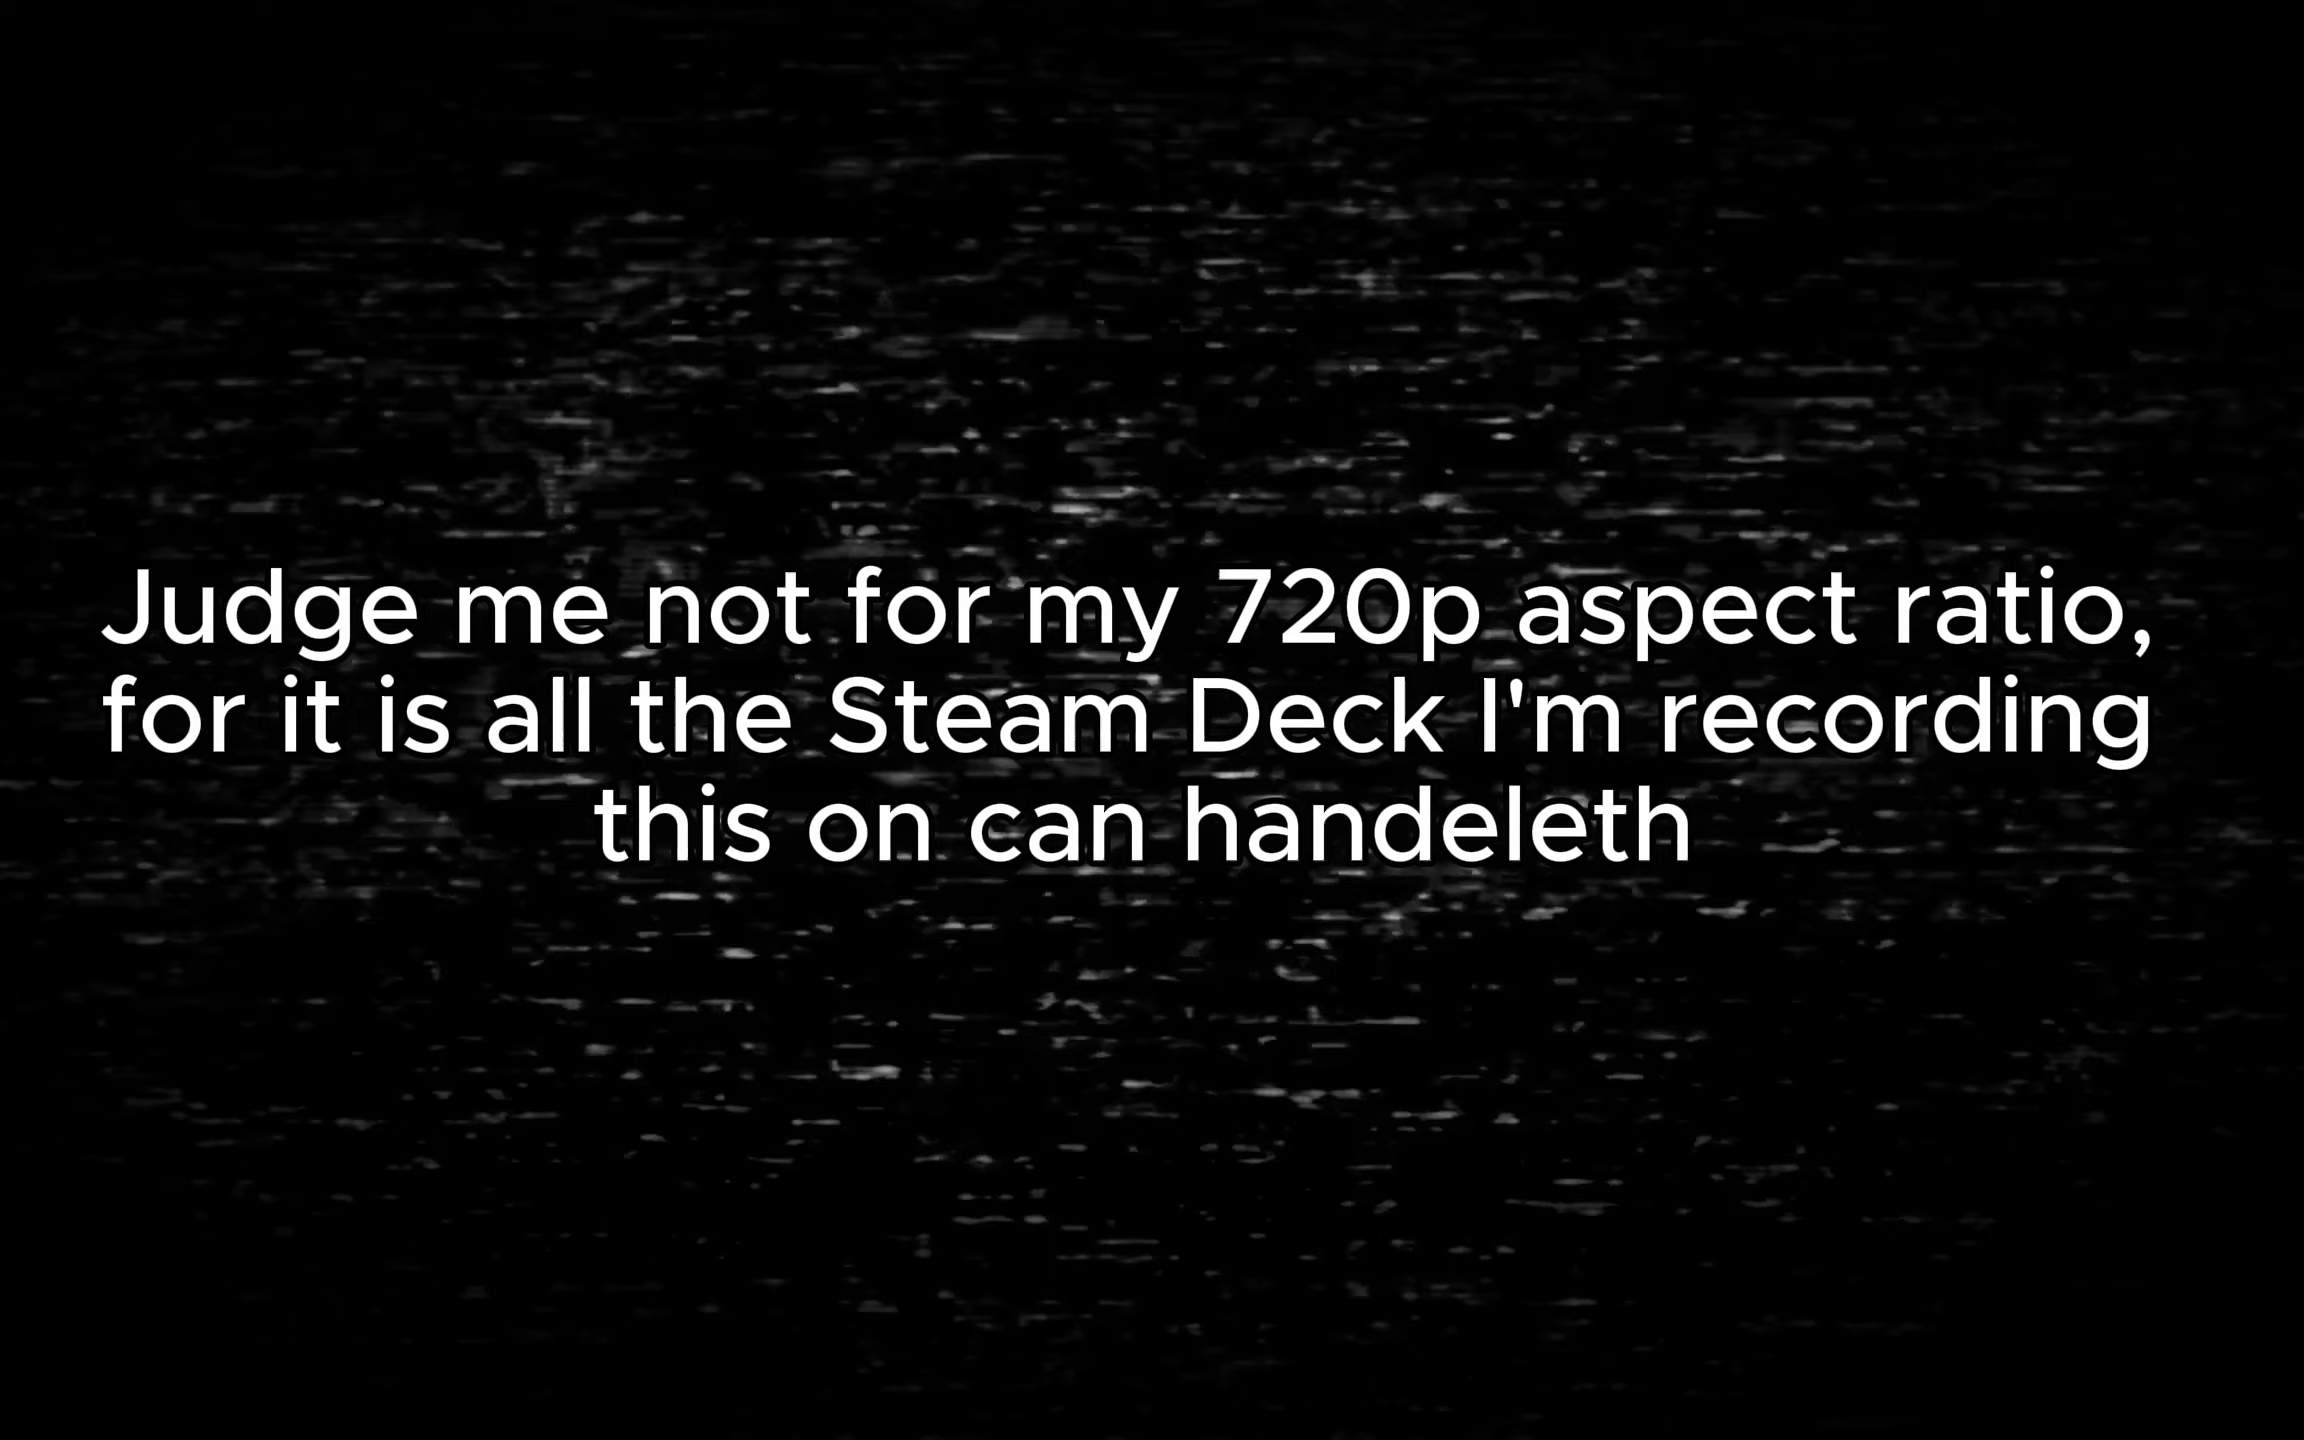 Judge me not for my 720p aspect ratio,
for it is all the Steam Deck I'm recording
this on can handeleth